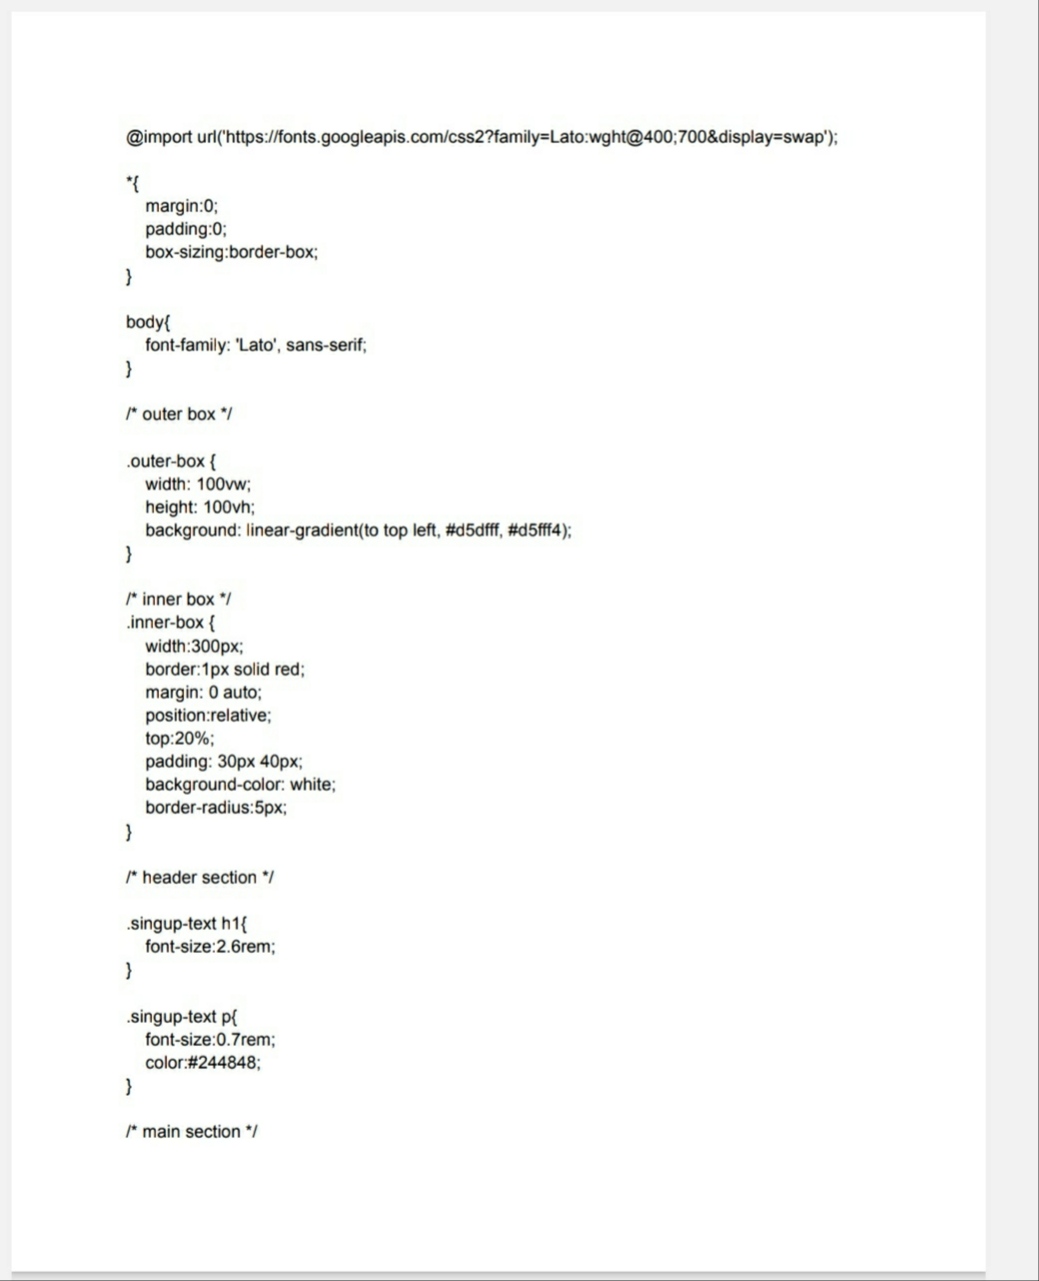 @import url('https://fonts.googleapis.com/css2?family=Lato:wght@400;700&display=swap');
*{
margin:0;
padding:0;
box-sizing:border-box;
}
body{
font-family: 'Lato', sans-serif;
}
/* outer box */
.outer-box {
width: 100vw;
height: 100vh;
background: linear-gradient(to top left, #d5dfff, #d5fff4);
}
/* inner box */
.inner-box {
width:300px;
border:1px solid red;
margin: 0 auto;
position:relative;
top:20%;
padding: 30px 40px;
background-color: white;
border-radius:5px;
}
/* header section */
.singup-text h1{
font-size:2.6rem;
}
.singup-text p{
font-size:0.7rem;
color:#244848;
}
/* main section */